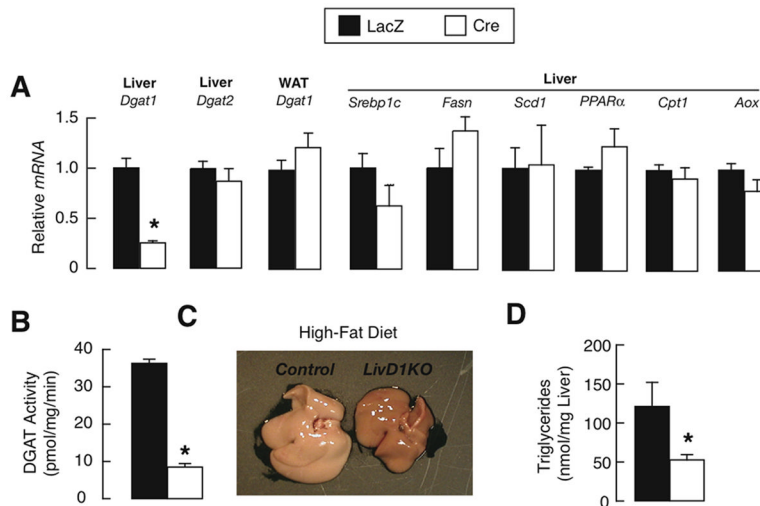 LacZ Cre
A
Liver Liver WAT Liver
Dgat1 Dgat2 Dgat1 Srebp1c Fasn Scd1 PPARα Cpt1 Aox
Relative mRNA
1.5
1.0
0.5
0
*
B
DGAT Activity
(pmol/mg/min)
40
30
20
10
0
*
C
High-Fat Diet
Control LivD1KO
D
Triglycerides
(nmol/mg Liver)
200
150
100
50
0
*